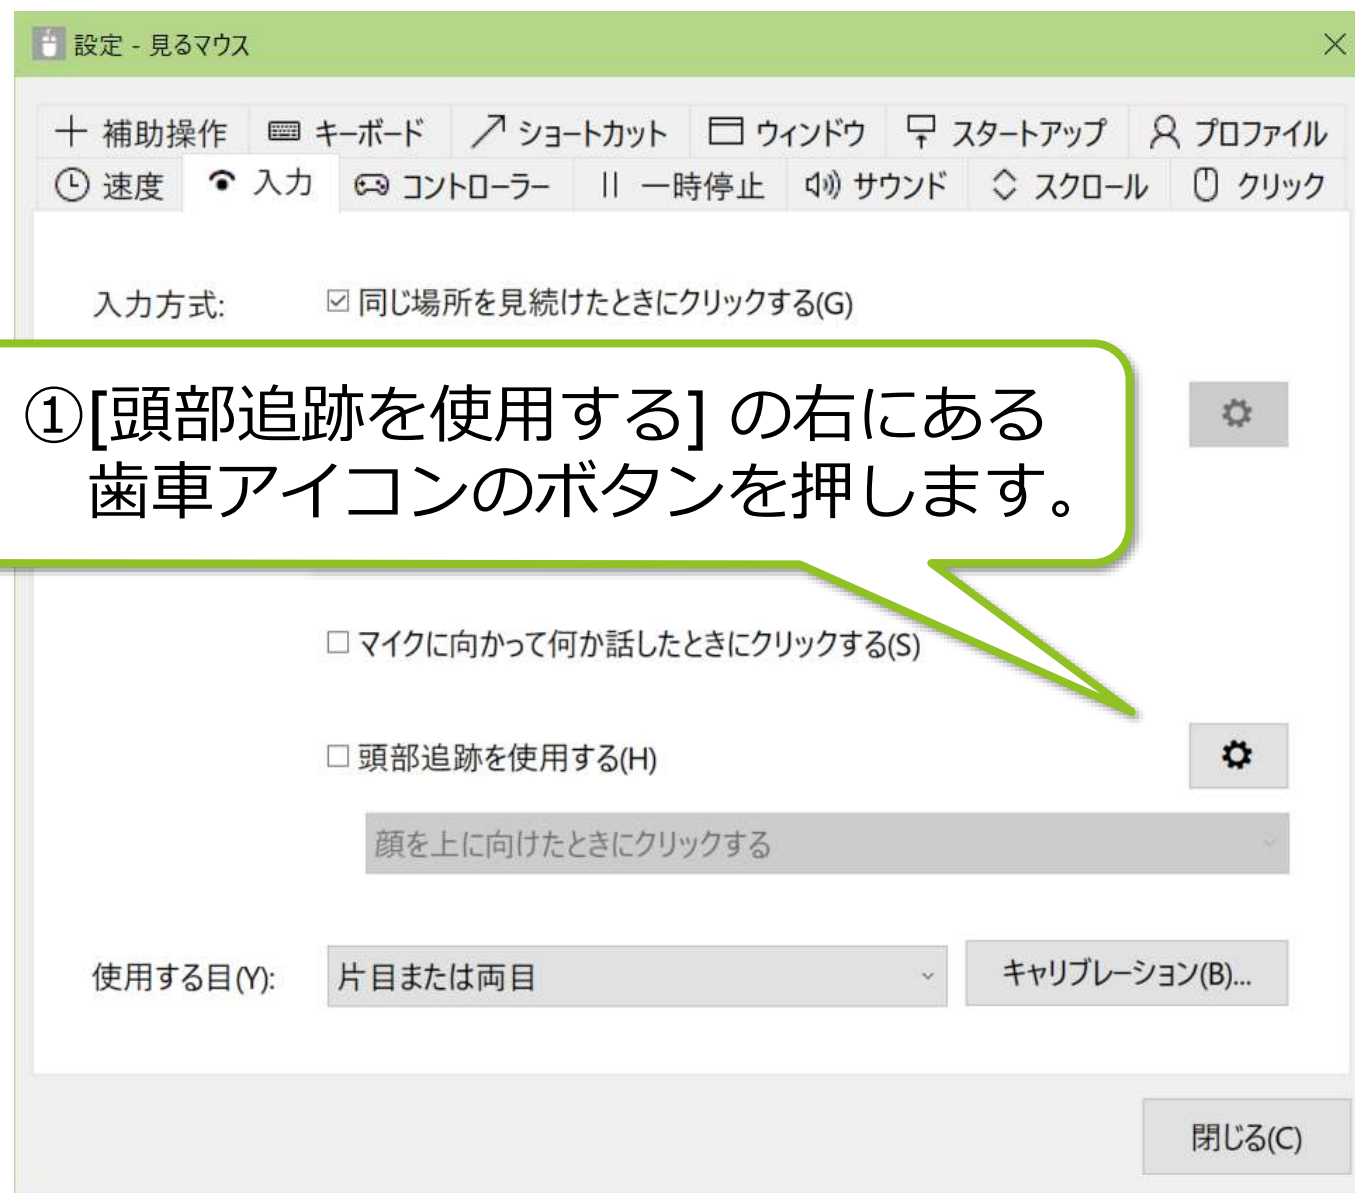 設定 - 見るマウス
補助操作 キーボード ショートカット ウィンドウ スタートアップ プロファイル
速度 入力 コントローラー 一時停止 サウンド スクロール クリック
入力方式: 同じ場所を見続けたときにクリックする(G)
①[頭部追跡を使用する] の右にある
歯車アイコンのボタンを押します。
マイクに向かって何か話したときにクリックする(S)
頭部追跡を使用する(H)
顔を上に向けたときにクリックする
使用する目(Y): 片目または両目 キャリブレーション(B)...
閉じる(C)